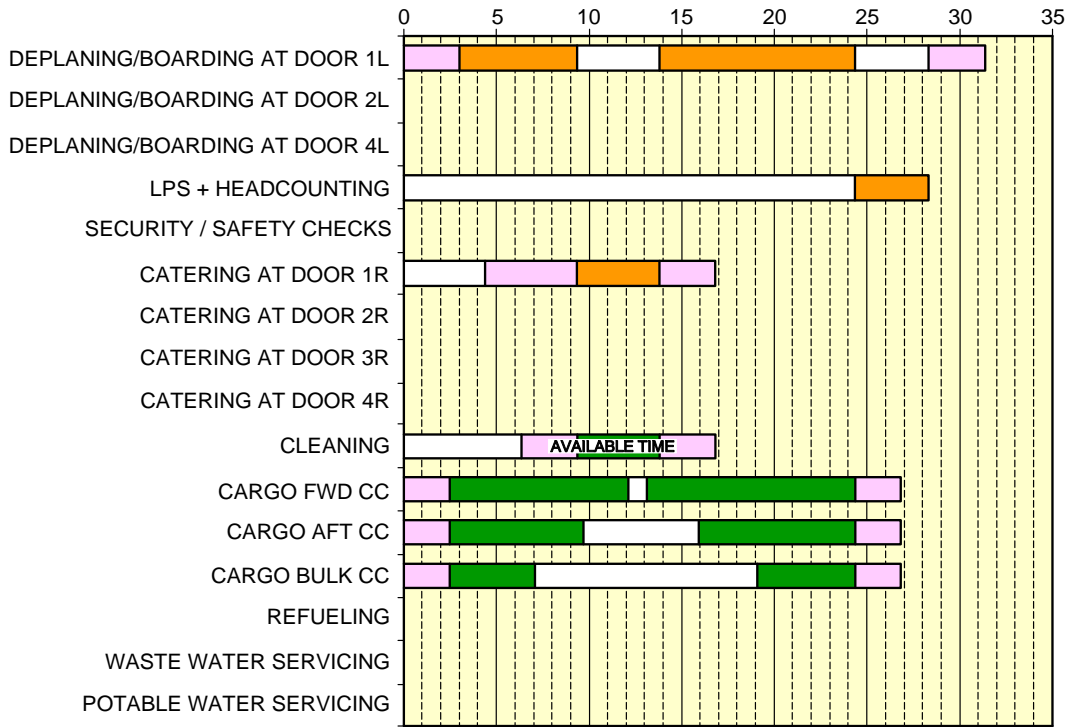 0 5 10 15 20 25 30 35
DEPLANING/BOARDING AT DOOR 1L
DEPLANING/BOARDING AT DOOR 2L
DEPLANING/BOARDING AT DOOR 4L
LPS + HEADCOUNTING
SECURITY / SAFETY CHECKS
CATERING AT DOOR 1R
CATERING AT DOOR 2R
CATERING AT DOOR 3R
CATERING AT DOOR 4R
CLEANING AVAILABLE TIME
CARGO FWD CC
CARGO AFT CC
CARGO BULK CC
REFUELING
WASTE WATER SERVICING
POTABLE WATER SERVICING